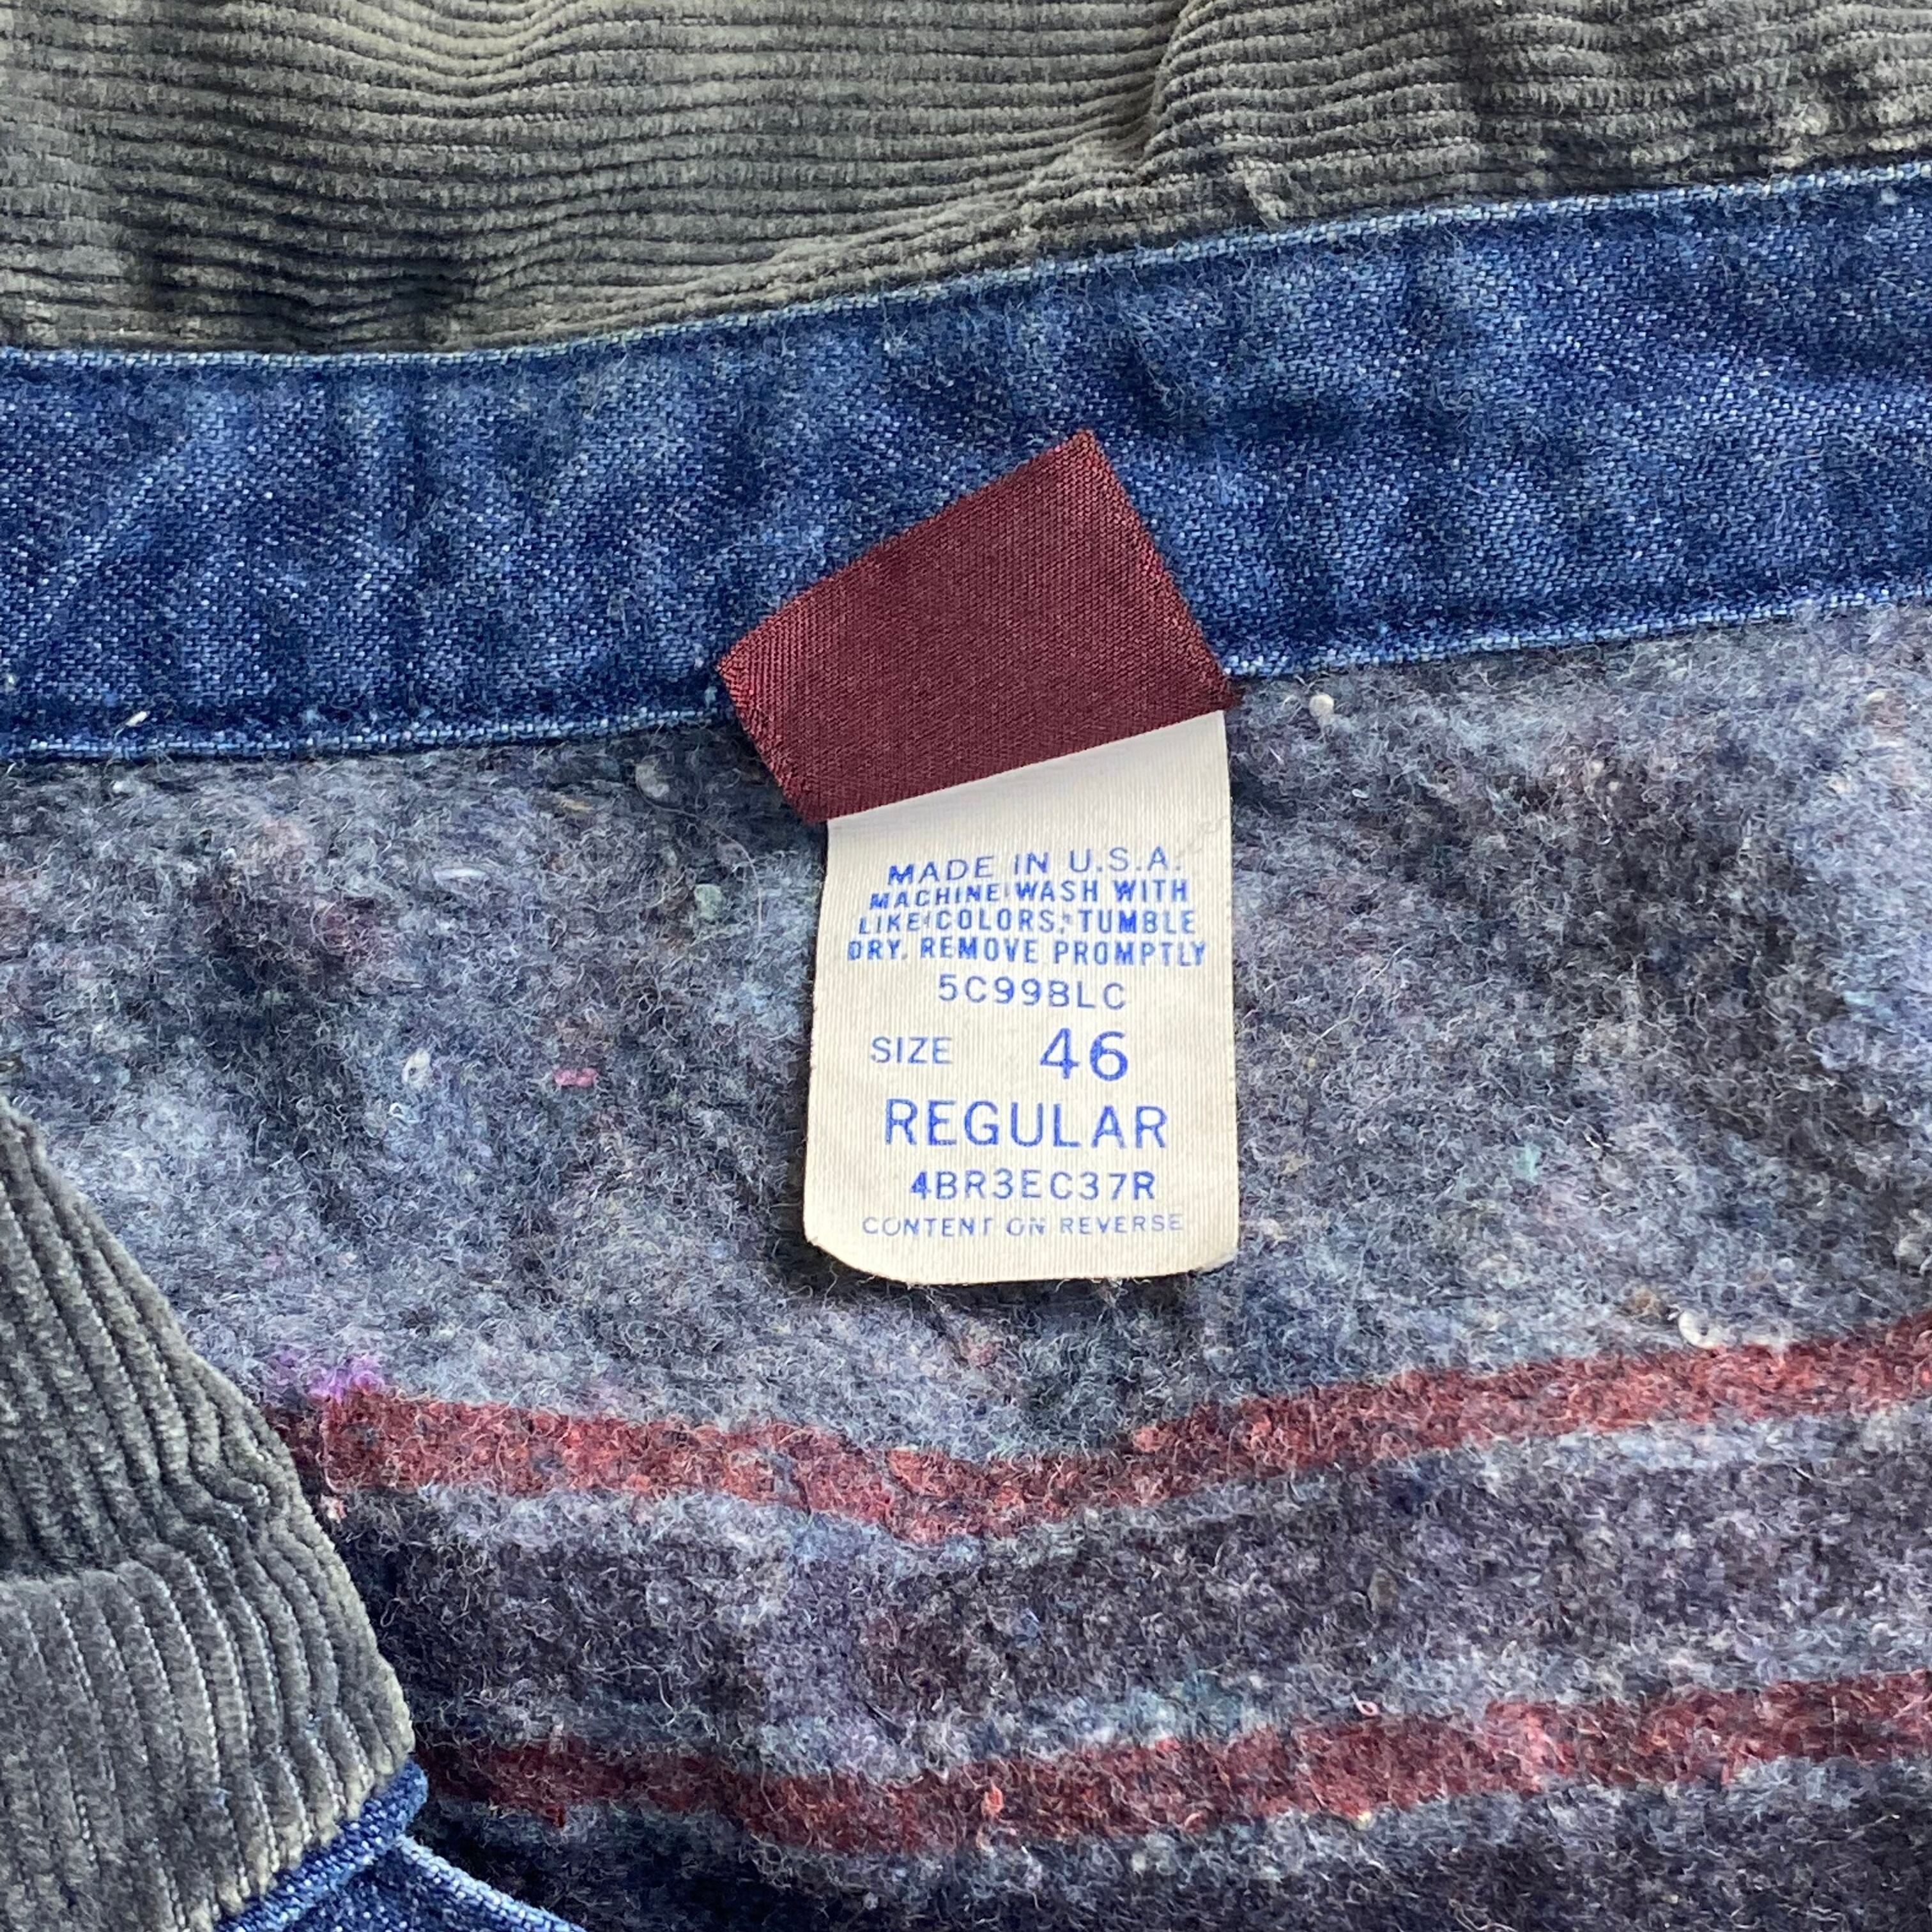 MADE IN U.S.A.
MACHINE WASH WITH
LIKE COLORS, TUMBLE
DRY. REMOVE PROMPTLY
5C99BLC
SIZE 46
REGULAR
4BR3EC37R
CONTENT ON REVERSE